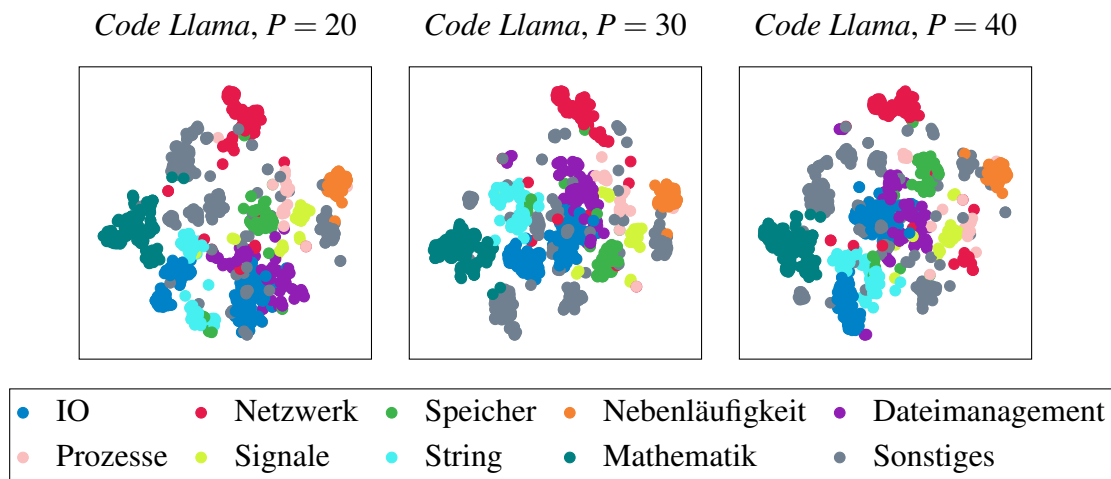 Code Llama, P = 20 Code Llama, P = 30 Code Llama, P = 40
IO Netzwerk Speicher Nebenläufigkeit Dateimanagement
Prozesse Signale String Mathematik Sonstiges